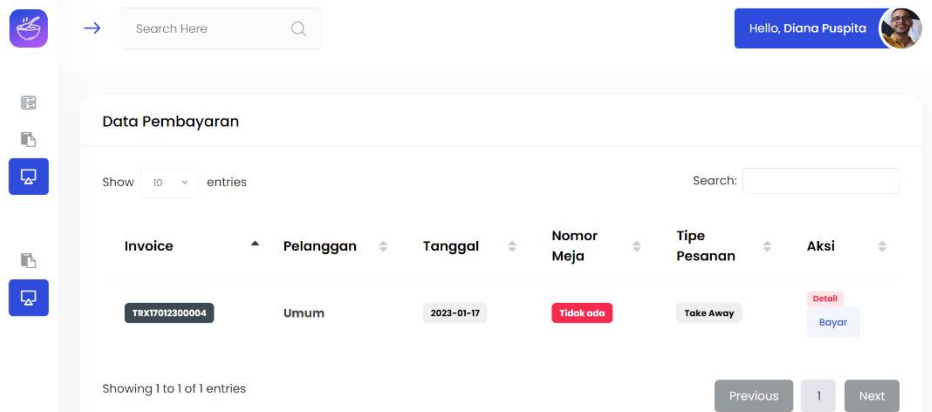 Search Here
Hello, Diana Puspita
Data Pembayaran
Show 10 entries
Search:
Invoice Pelanggan Tanggal Nomor Meja Tipe Pesanan Aksi
TRX17012300004 Umum 2023-01-17 Tidak ada Take Away Detail
Bayar
Showing 1 to 1 of 1 entries
Previous 1 Next